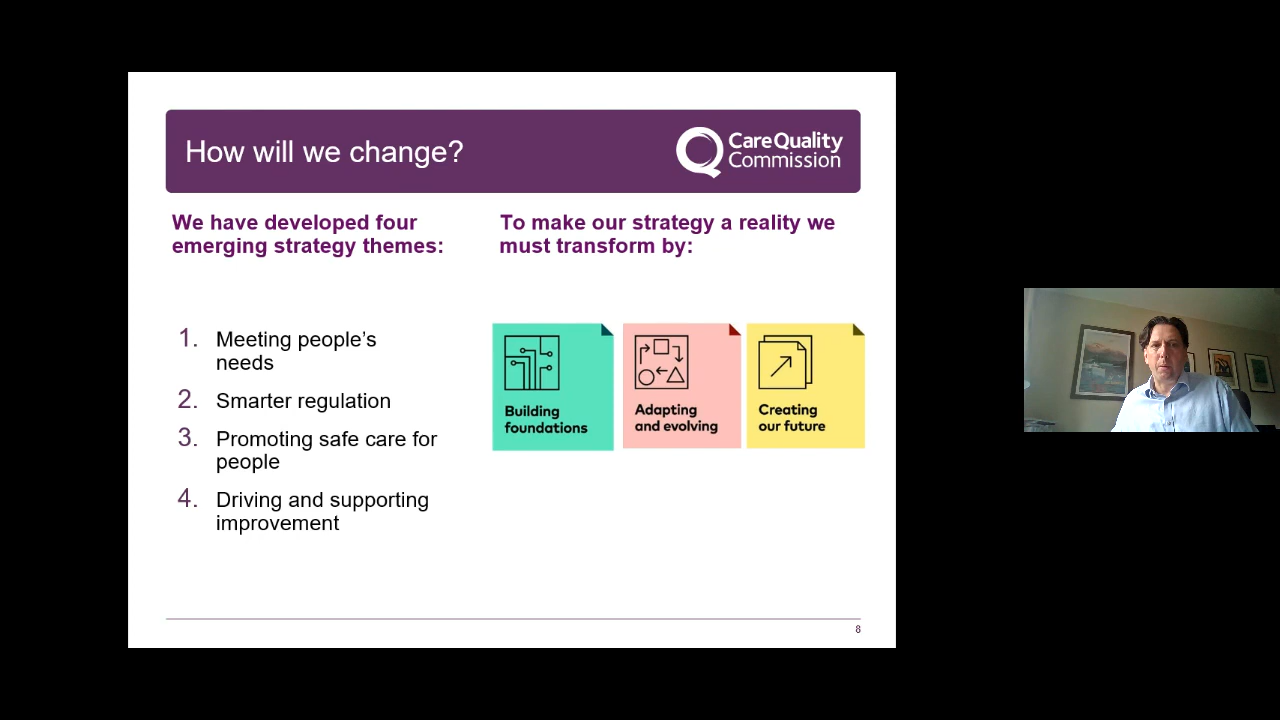 How will we change?
CareQuality
Commission
We have developed four
emerging strategy themes:
1. Meeting people’s
needs
2. Smarter regulation
3. Promoting safe care for
people
4. Driving and supporting
improvement
To make our strategy a reality we
must transform by:
Building
foundations
Adapting
and evolving
Creating
our future
8